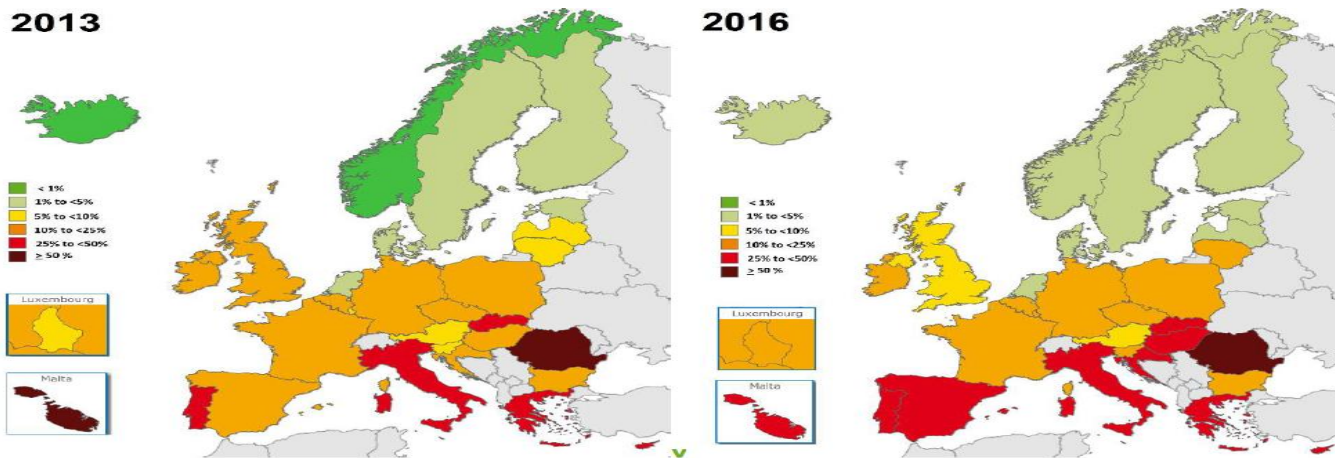 2013
< 1%
1% to <5%
5% to <10%
10% to <25%
25% to <50%
≥ 50 %
Luxembourg
Malta
2016
< 1%
1% to <5%
5% to <10%
10% to <25%
25% to <50%
≥ 50 %
Luxembourg
Malta
v